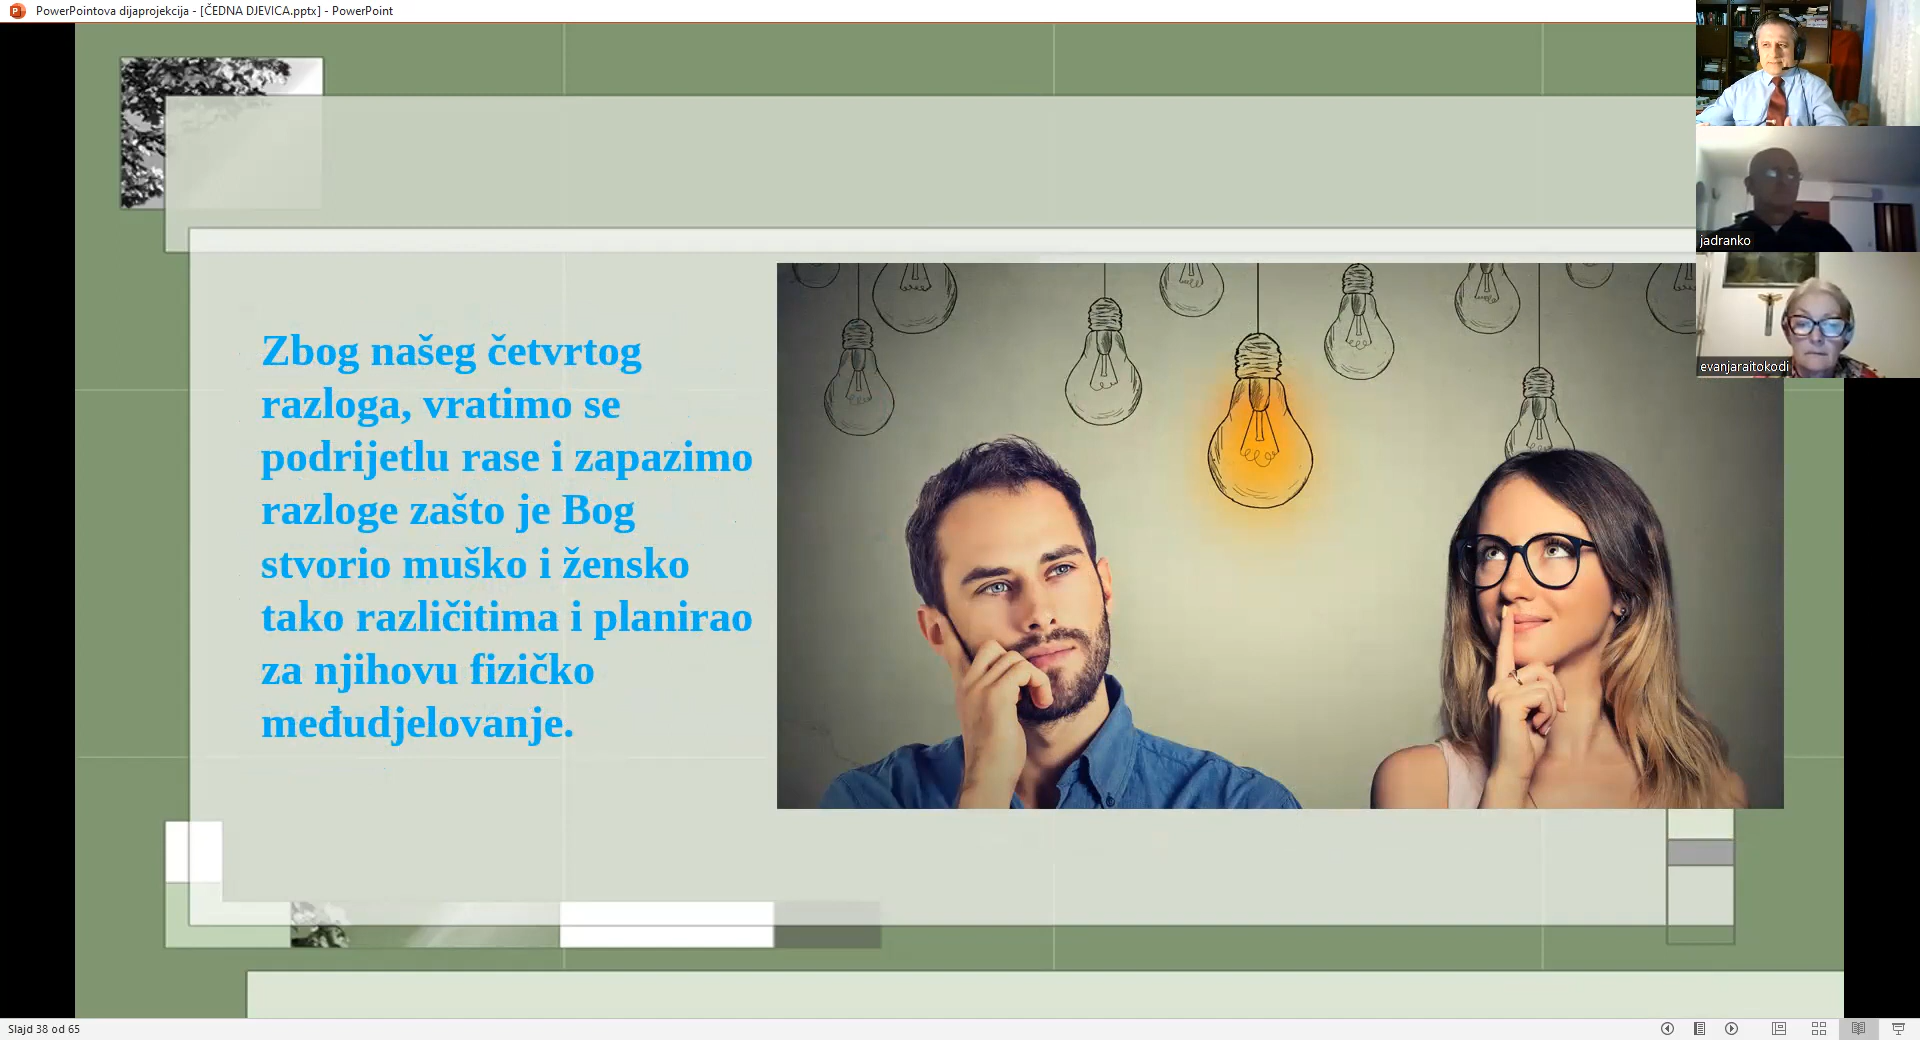 PowerPointova dijaprojekcija - [ČEDNA DJEVICA.pptx] - PowerPoint
jadranko
evanjaraitokodi
Zbog našeg četvrtog
razloga, vratimo se
podrijetlu rase i zapazimo
razloge zašto je Bog
stvorio muško i žensko
tako različitima i planirao
za njihovu fizičko
međudjelovanje.
Slajd 38 od 65